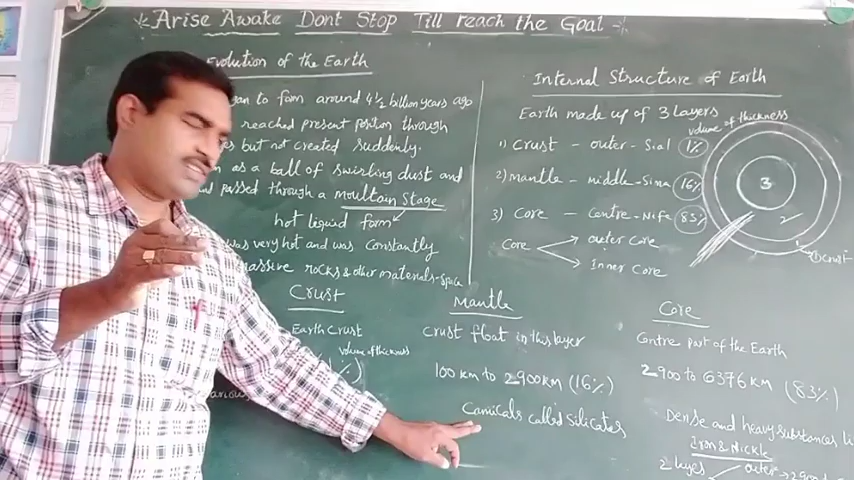 Arise Awake Dont Stop Till reach the Goal
Evolution of the Earth
to form around 4½ billion years ago
reached present positon through
but not created suddenly.
as a ball of swirling dust and
passed through a moultain Stage
hot liquid form
was very hot and was constantly
rocks & other materials-space
Internal Structure of Earth
Earth made up of 3 Layers
volume of thickness
1) Crust - outer-Sial 1%
2) mantle - middle-Sima 16%
3) Core - Centre-Nife 83%
Core
outer Core
Inner Core
3
2
1
Crust
Earth Crust
volume of thickness
(1%)
Mantle
Crust float in this layer
100 km to 2900km (16%)
Camicals called Silicates
Core
Centre part of the Earth
2900 to 6376 km (83%)
Dense and heavy substances
Iron & Nickle
2 layes
outer